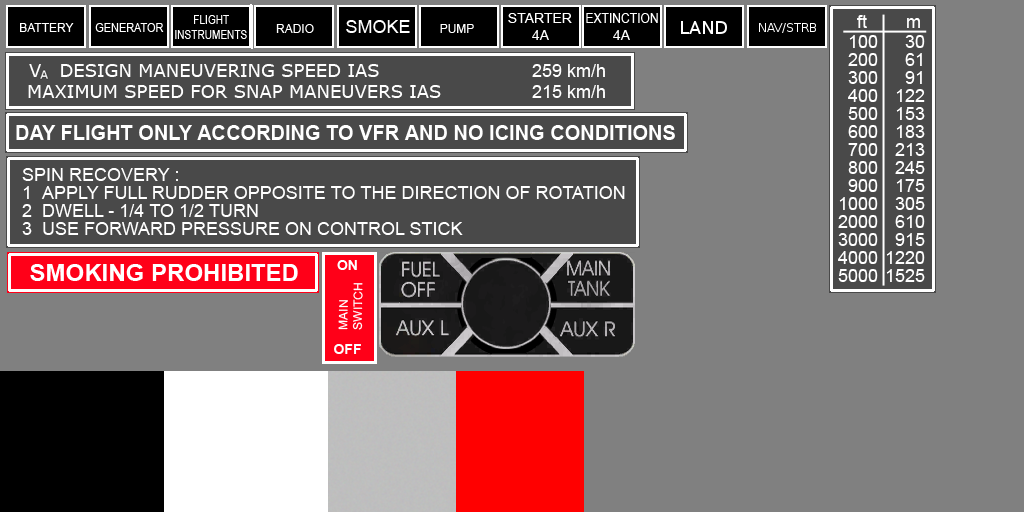 BATTERY
GENERATOR
FLIGHT
INSTRUMENTS
RADIO
SMOKE
PUMP
STARTER
4A
EXTINCTION
4A
LAND
NAV/STRB
VA DESIGN MANEUVERING SPEED IAS 259 km/h
MAXIMUM SPEED FOR SNAP MANEUVERS IAS 215 km/h
DAY FLIGHT ONLY ACCORDING TO VFR AND NO ICING CONDITIONS
SPIN RECOVERY :
1 APPLY FULL RUDDER OPPOSITE TO THE DIRECTION OF ROTATION
2 DWELL - 1/4 TO 1/2 TURN
3 USE FORWARD PRESSURE ON CONTROL STICK
SMOKING PROHIBITED
ON
MAIN
SWITCH
OFF
FUEL
OFF
MAIN
TANK
AUX L
AUX R
ft m
100 30
200 61
300 91
400 122
500 153
600 183
700 213
800 245
900 175
1000 305
2000 610
3000 915
4000 1220
5000 1525